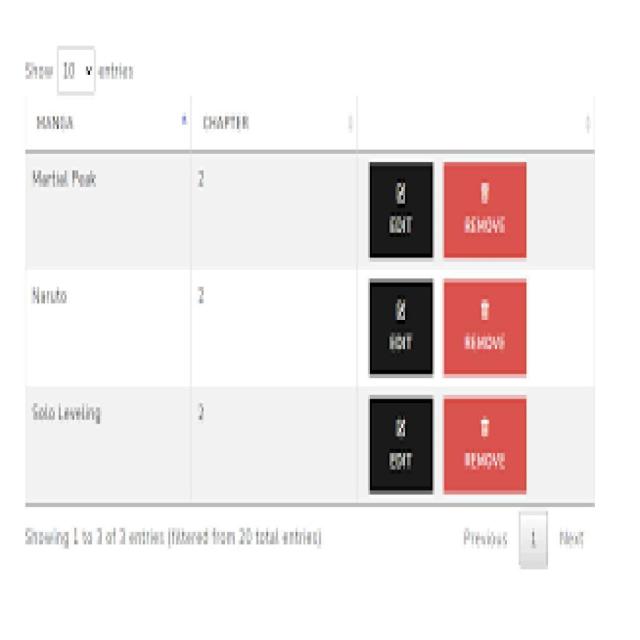 Show 10 entries
MANGA CHAPTER
Martial Peak 2 EDIT REMOVE
Naruto 2 EDIT REMOVE
Solo Leveling 2 EDIT REMOVE
Showing 1 to 3 of 3 entries (filtered from 20 total entries) Previous 1 Next